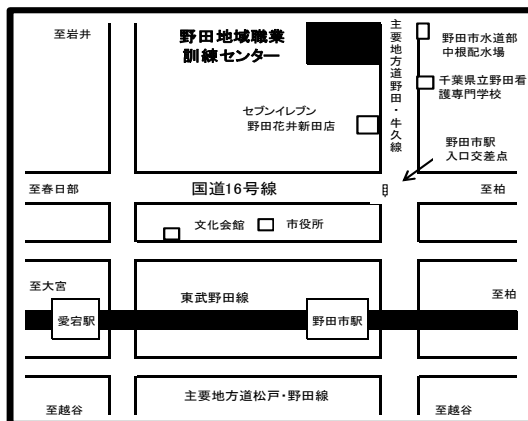 至岩井
野田地域職業
訓練センター
主要地方道野田・牛久線
野田市水道部
中根配水場
千葉県立野田看
護専門学校
セブンイレブン
野田花井新田店
野田市駅
入口交差点
至春日部
国道16号線
至柏
文化会館
市役所
至大宮
東武野田線
至柏
愛宕駅
野田市駅
主要地方道松戸・野田線
至越谷
至越谷